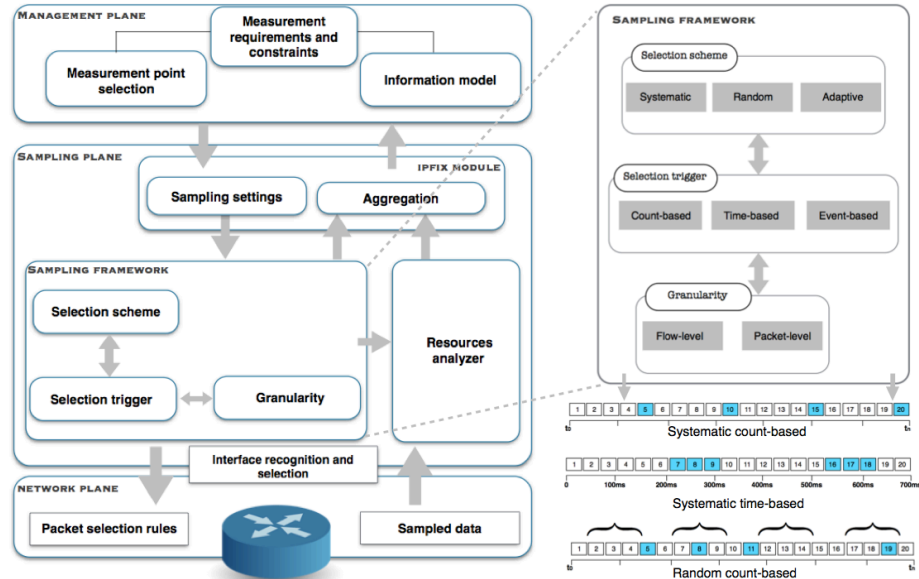 MANAGEMENT PLANE
Measurement
requirements and
constraints
Measurement point
selection
Information model
SAMPLING PLANE
IPFIX MODULE
Sampling settings
Aggregation
SAMPLING FRAMEWORK
Selection scheme
Selection trigger
Granularity
Resources
analyzer
Interface recognition and
selection
NETWORK PLANE
Packet selection rules
Sampled data
SAMPLING FRAMEWORK
Selection scheme
Systematic Random Adaptive
Selection trigger
Count-based Time-based Event-based
Granularity
Flow-level Packet-level
1 2 3 4 5 6 7 8 9 10 11 12 13 14 15 16 17 18 19 20
t0 tn
Systematic count-based
1 2 3 4 5 6 7 8 9 10 11 12 13 14 15 16 17 18 19 20
0 100ms 200ms 300ms 400ms 500ms 600ms 700ms
Systematic time-based
1 2 3 4 5 6 7 8 9 10 11 12 13 14 15 16 17 18 19 20
t0 tn
Random count-based